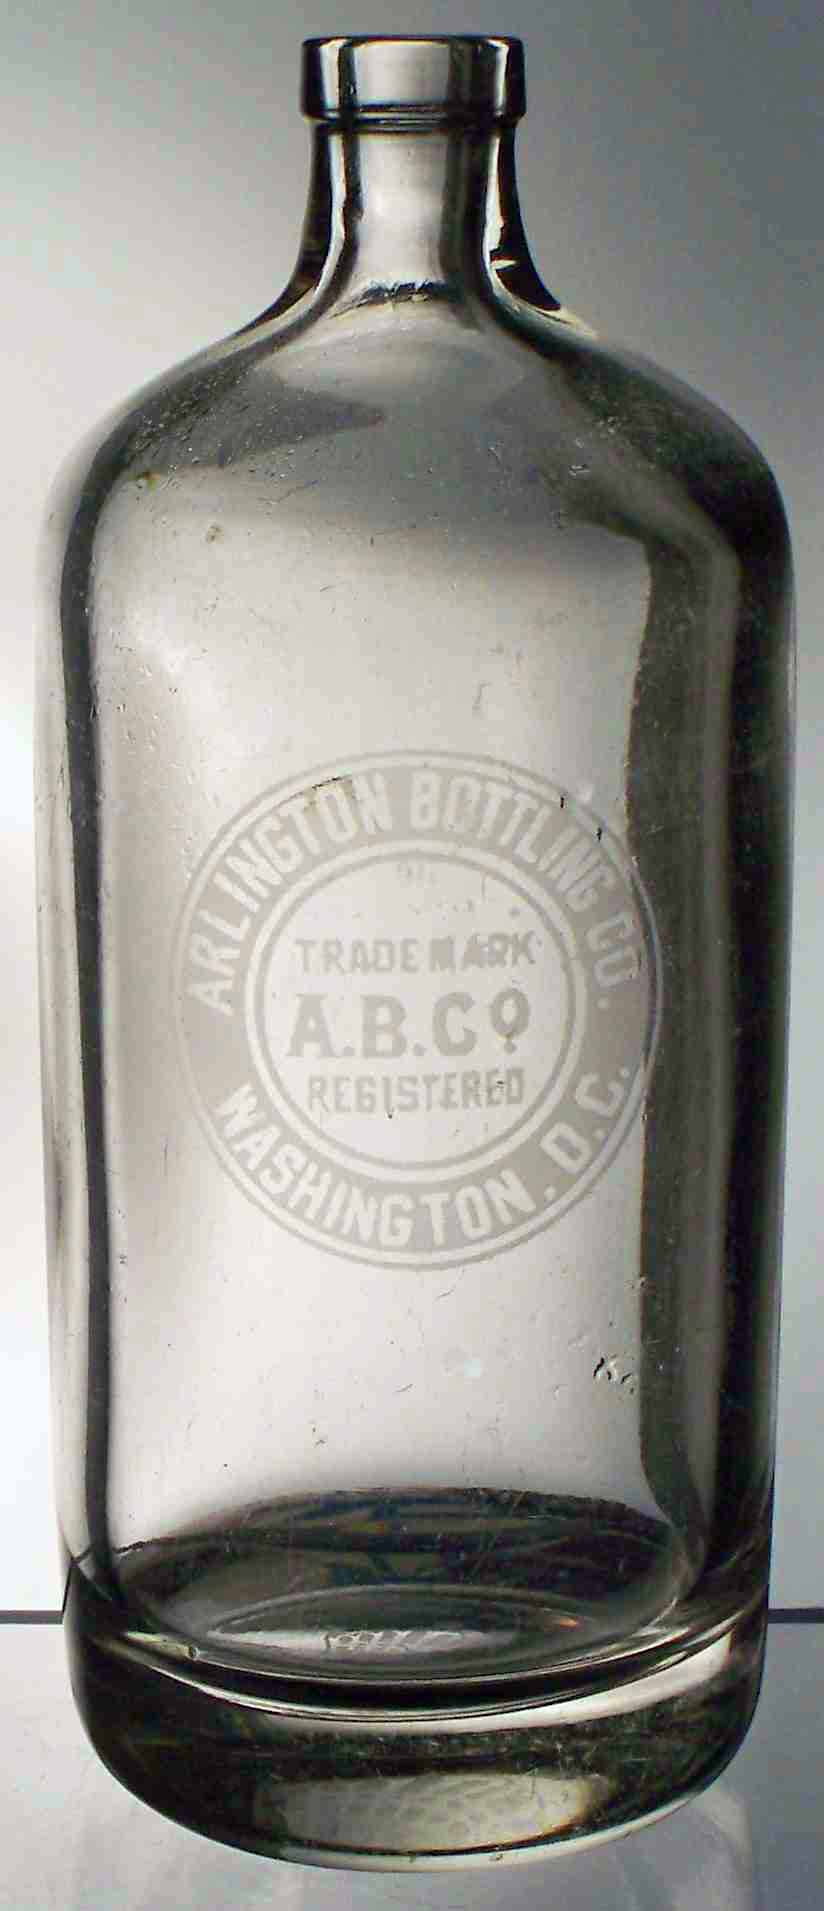 ARLINGTON BOTTLING CO.
TRADE MARK
A.B.Co
REGISTERED
WASHINGTON, D.C.